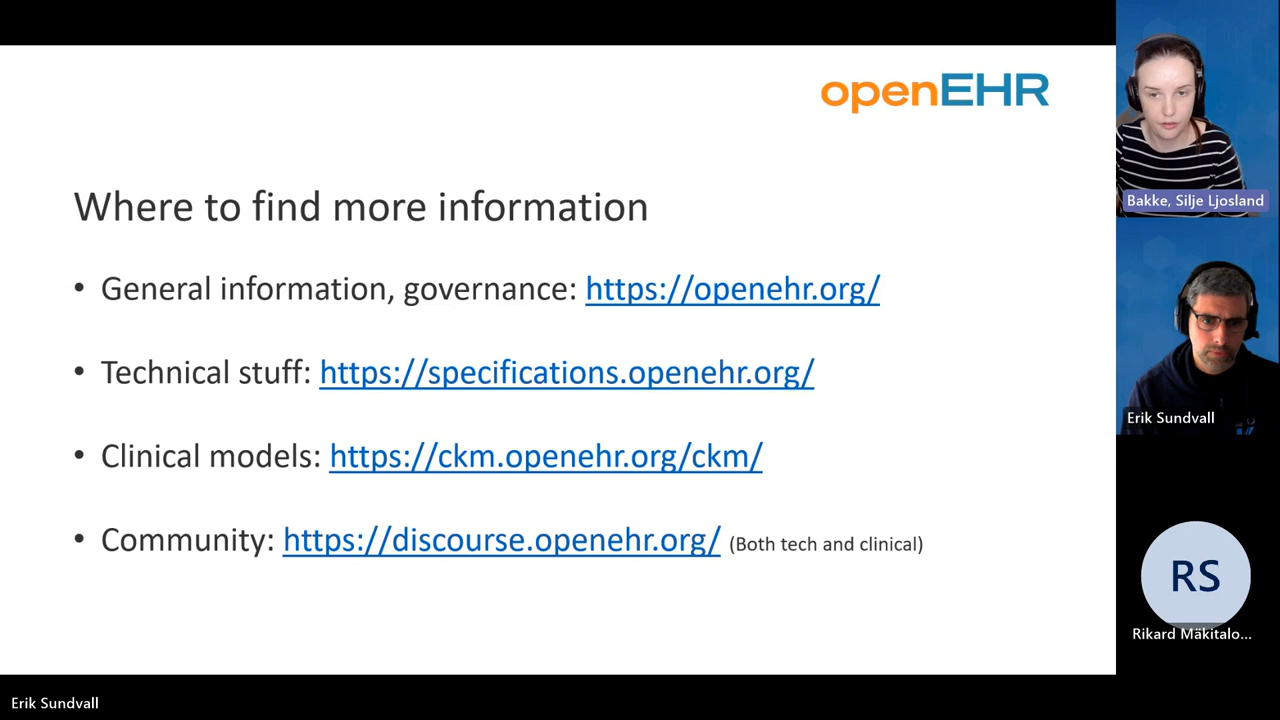 openEHR
Where to find more information
• General information, governance: https://openehr.org/
• Technical stuff: https://specifications.openehr.org/
• Clinical models: https://ckm.openehr.org/ckm/
• Community: https://discourse.openehr.org/ (Both tech and clinical)
Bakke, Silje Ljosland
Erik Sundvall
RS
Rikard Mäkitalo...
Erik Sundvall